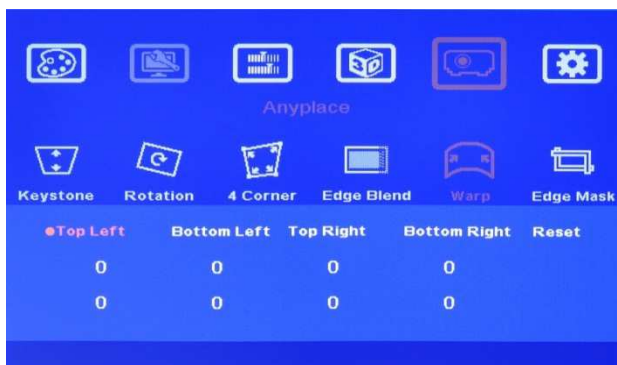 3D
Anyplace
Keystone Rotation 4 Corner Edge Blend Warp Edge Mask
Top Left Bottom Left Top Right Bottom Right Reset
0 0 0 0
0 0 0 0